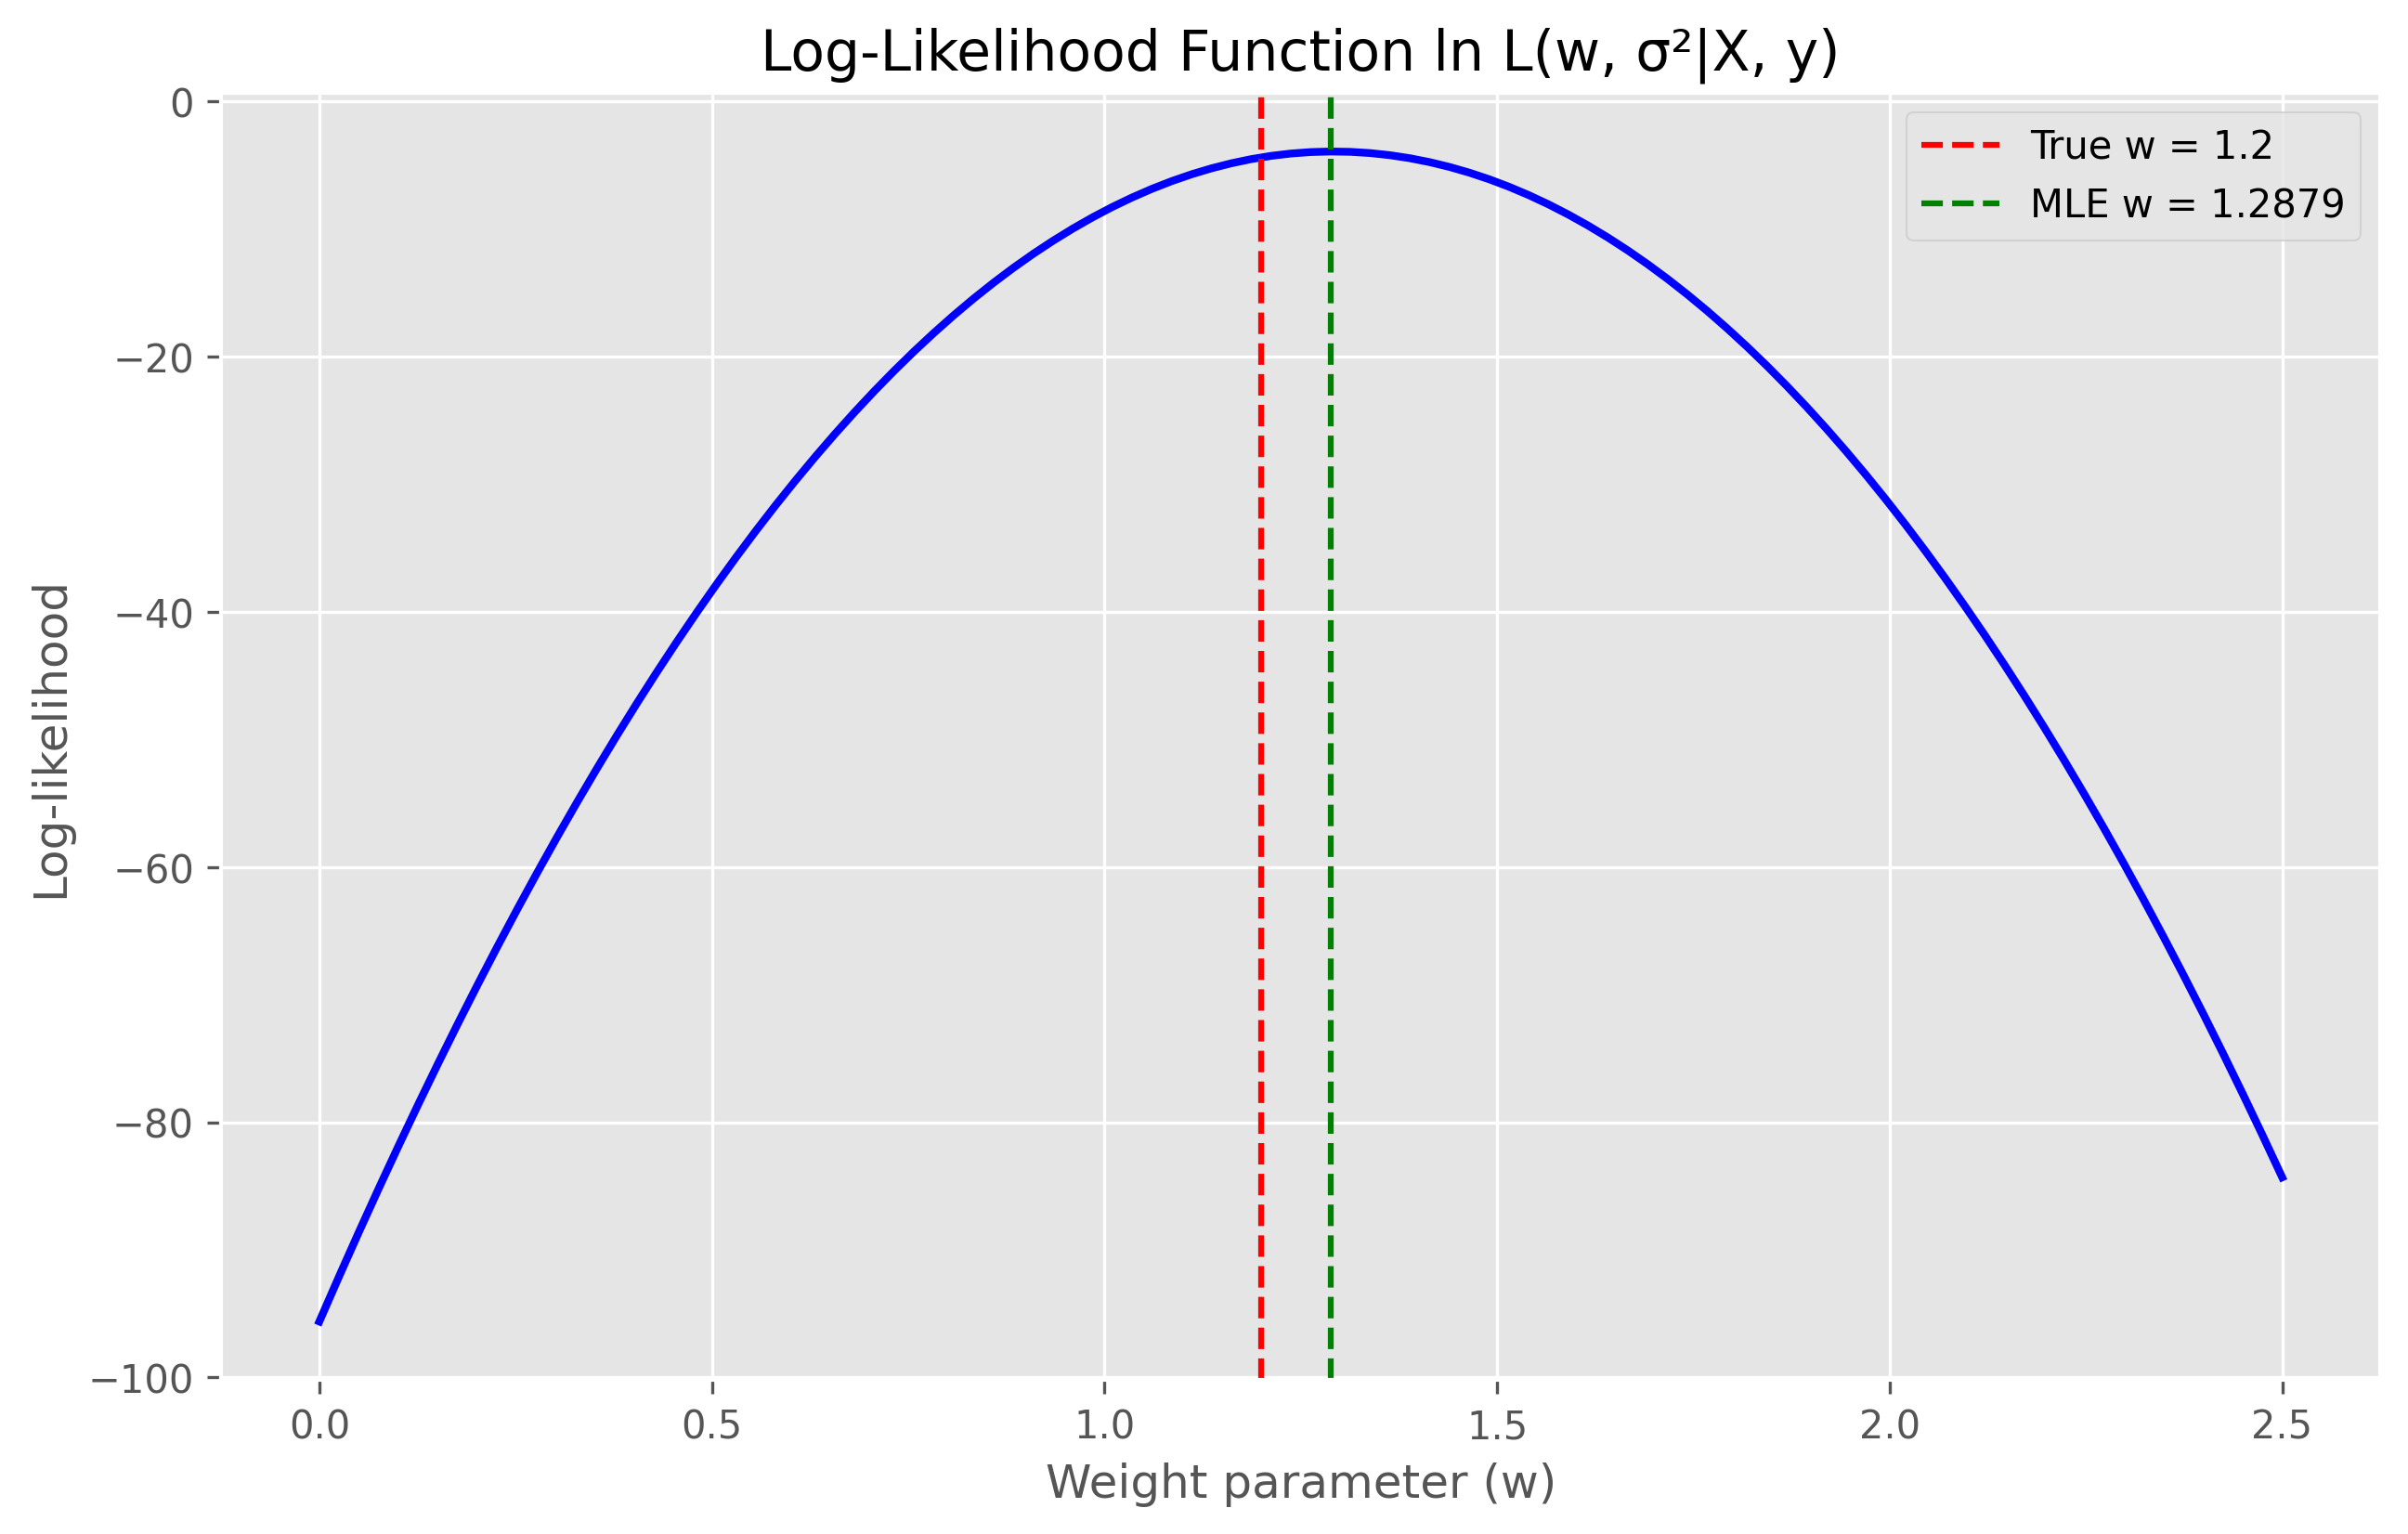 Log-Likelihood Function ln L(w, σ²|X, y)
True w = 1.2
MLE w = 1.2879
Log-likelihood
0
−20
−40
−60
−80
−100
0.0 0.5 1.0 1.5 2.0 2.5
Weight parameter (w)